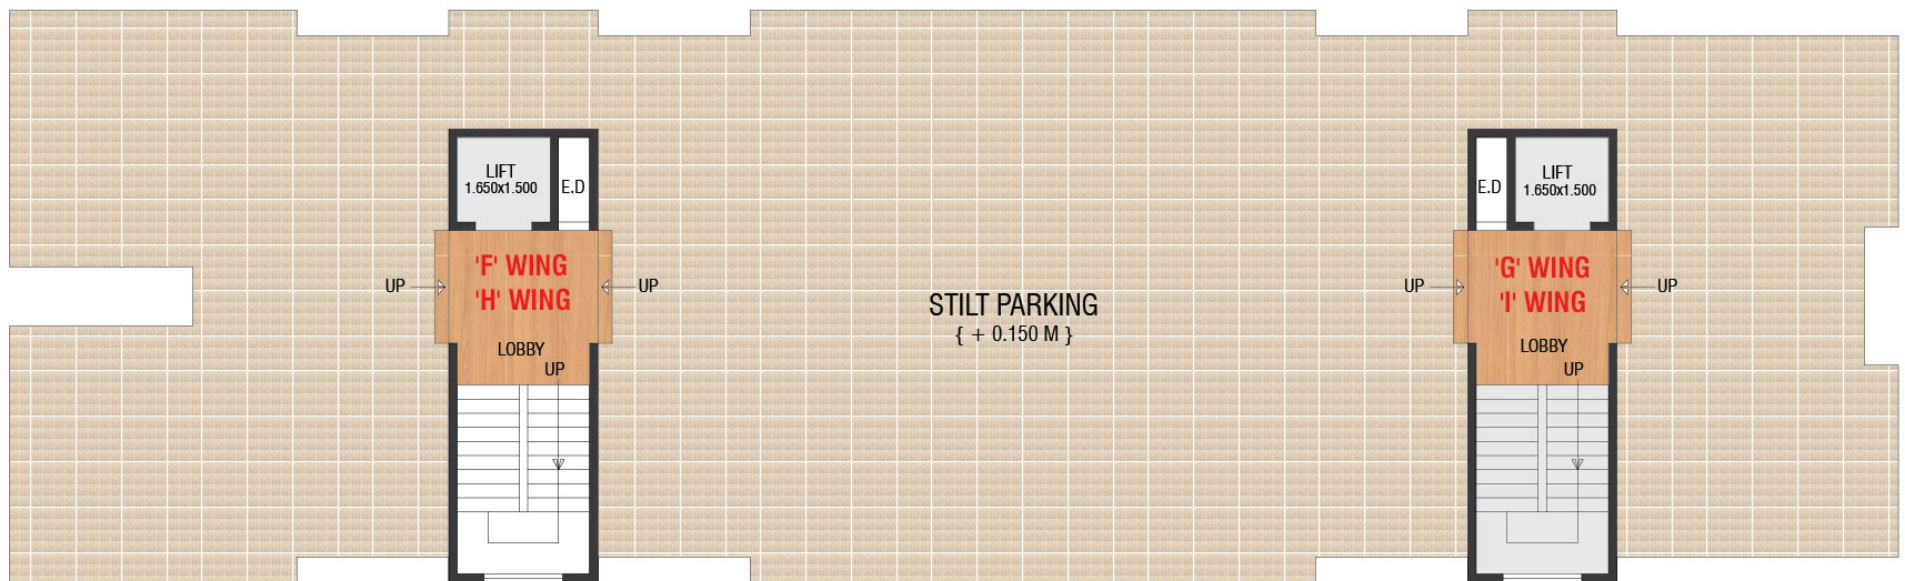 LIFT
1.650x1.500
E.D
'F' WING
'H' WING
UP
UP
LOBBY
UP
STILT PARKING
{ + 0.150 M }
E.D
LIFT
1.650x1.500
'G' WING
'I' WING
UP
UP
LOBBY
UP